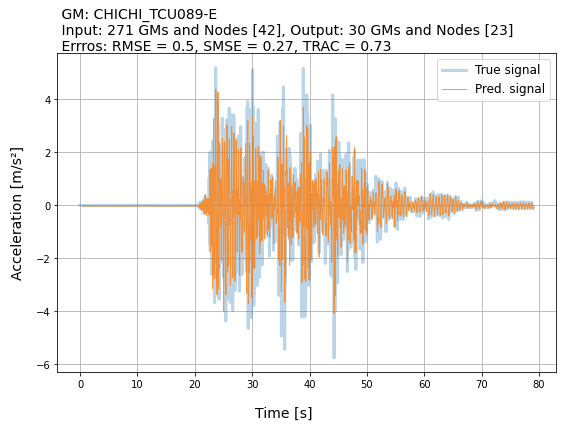 GM: CHICHI_TCU089-E
Input: 271 GMs and Nodes [42], Output: 30 GMs and Nodes [23]
Errros: RMSE = 0.5, SMSE = 0.27, TRAC = 0.73
True signal
Pred. signal
Acceleration [m/s²]
4
2
0
−2
−4
−6
0 10 20 30 40 50 60 70 80
Time [s]